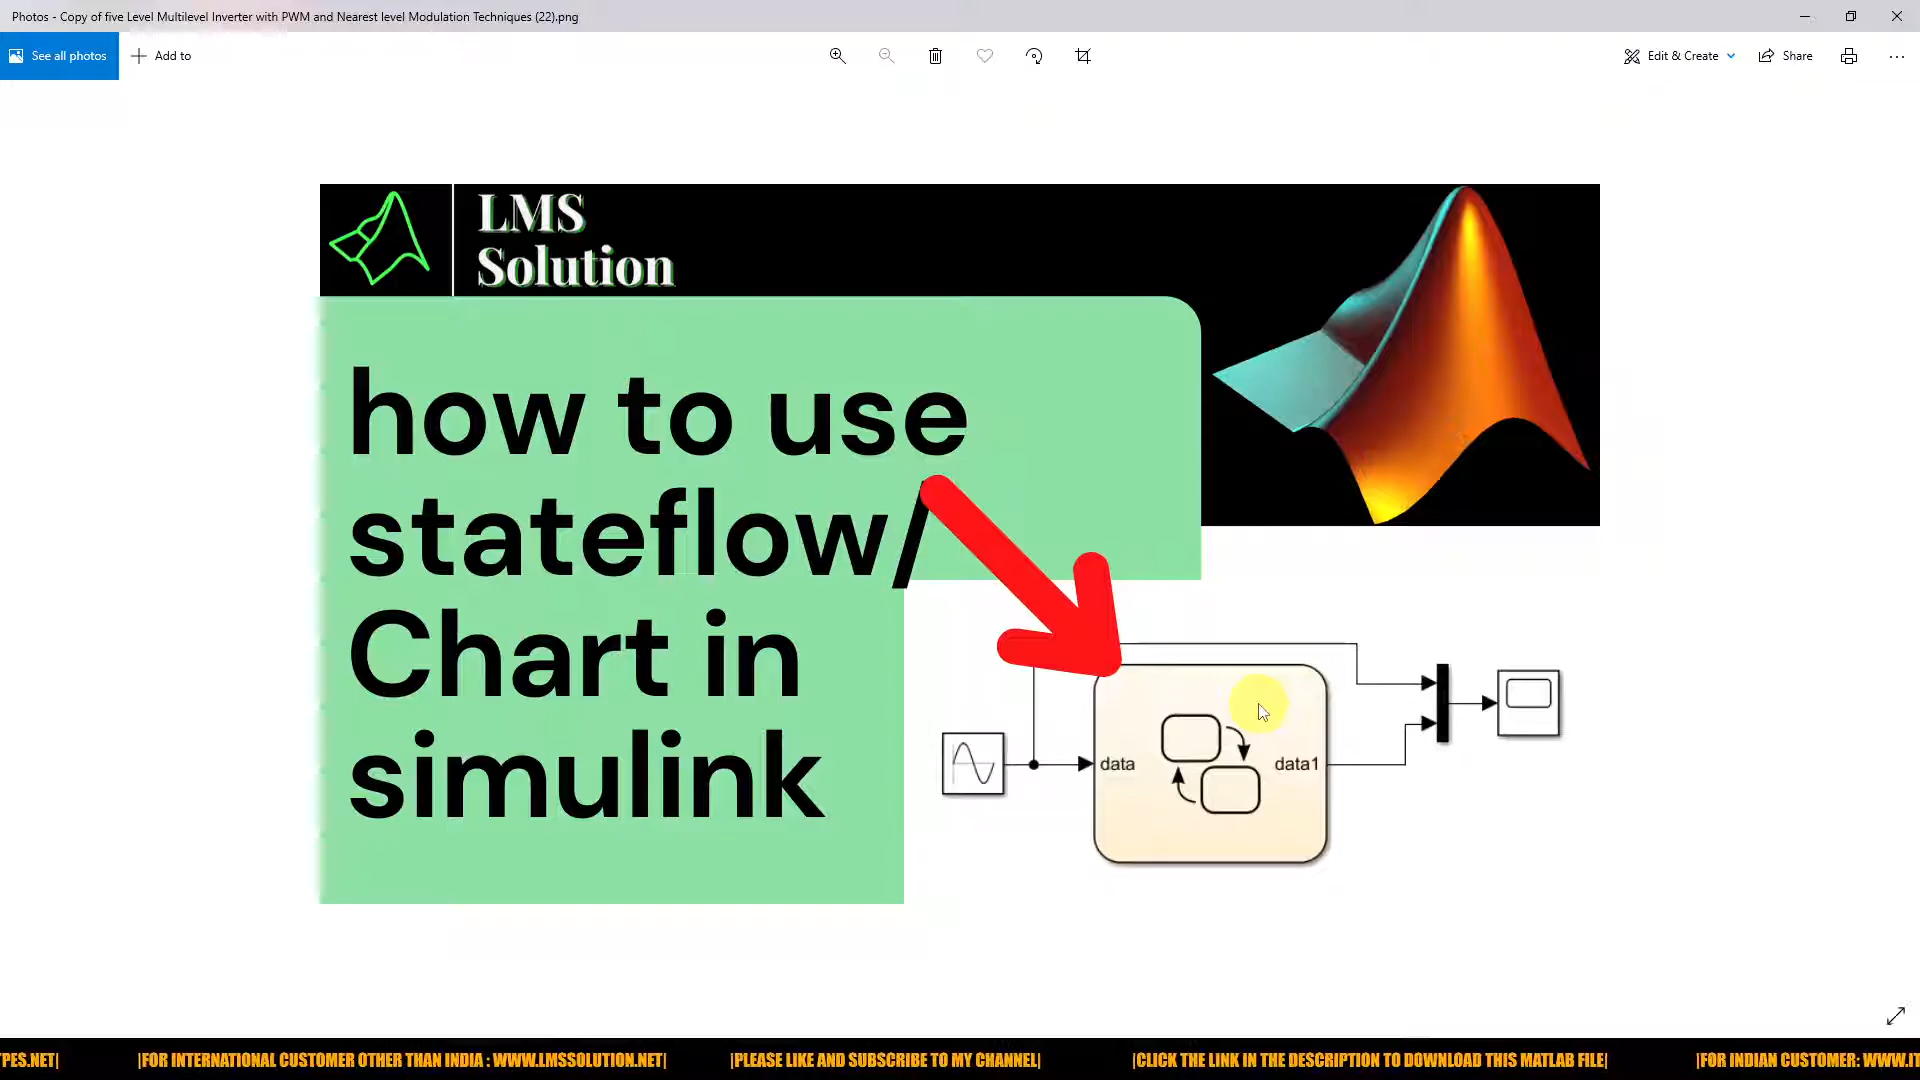 Photos - Copy of five Level Multilevel Inverter with PWM and Nearest level Modulation Techniques (22).png
See all photos
Add to
Edit & Create
Share
LMS
Solution
how to use
stateflow/
Chart in
simulink
data
data1
PES.NET| |FOR INTERNATIONAL CUSTOMER OTHER THAN INDIA : WWW.LMSSOLUTION.NET| |PLEASE LIKE AND SUBSCRIBE TO MY CHANNEL| |CLICK THE LINK IN THE DESCRIPTION TO DOWNLOAD THIS MATLAB FILE| |FOR INDIAN CUSTOMER: WWW.IT